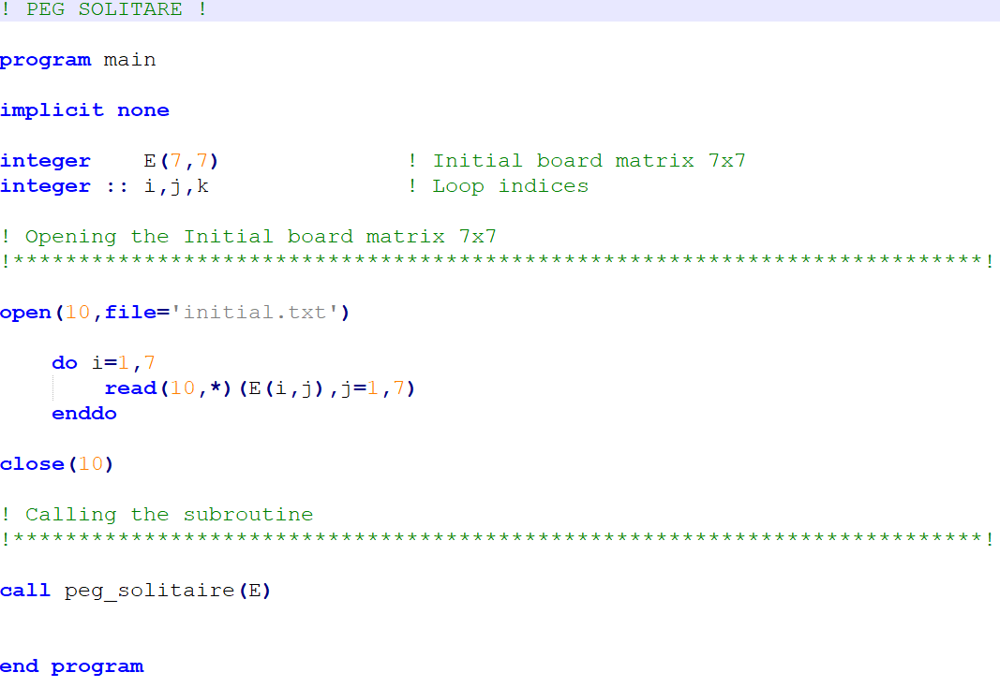 ! PEG SOLITARE !
program main
implicit none
integer    E(7,7)               ! Initial board matrix 7x7
integer :: i,j,k                ! Loop indices
! Opening the Initial board matrix 7x7
!**************************************************************************!
open(10,file='initial.txt')
do i=1,7
read(10,*)(E(i,j),j=1,7)
enddo
close(10)
! Calling the subroutine
!**************************************************************************!
call peg_solitaire(E)
end program